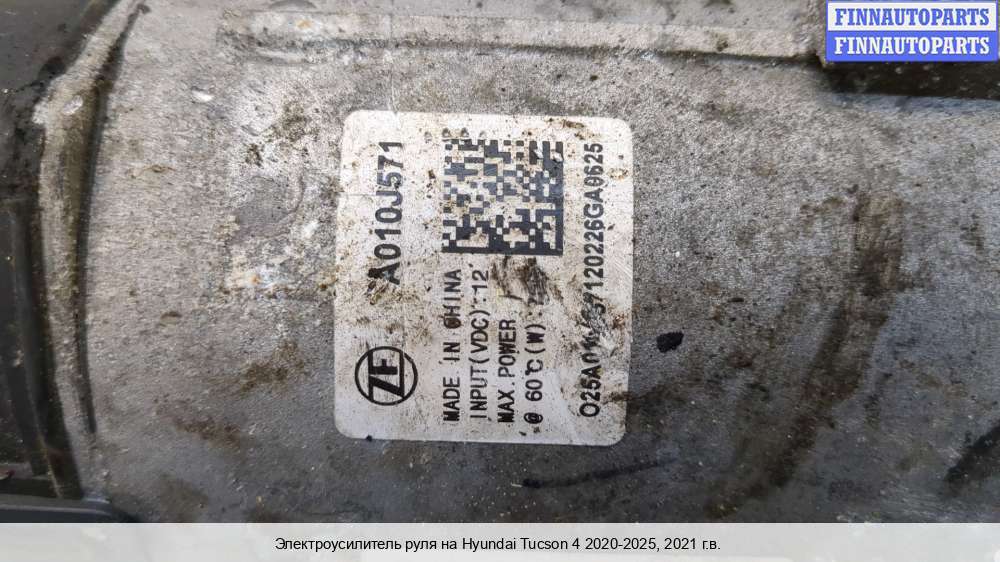 FINNAUTOPARTS
FINNAUTOPARTS
A010J571
ZF
MADE IN CHINA
INPUT(VDC):12
MAX.POWER
@ 60℃(W):
Электроусилитель руля на Hyundai Tucson 4 2020-2025, 2021 г.в.